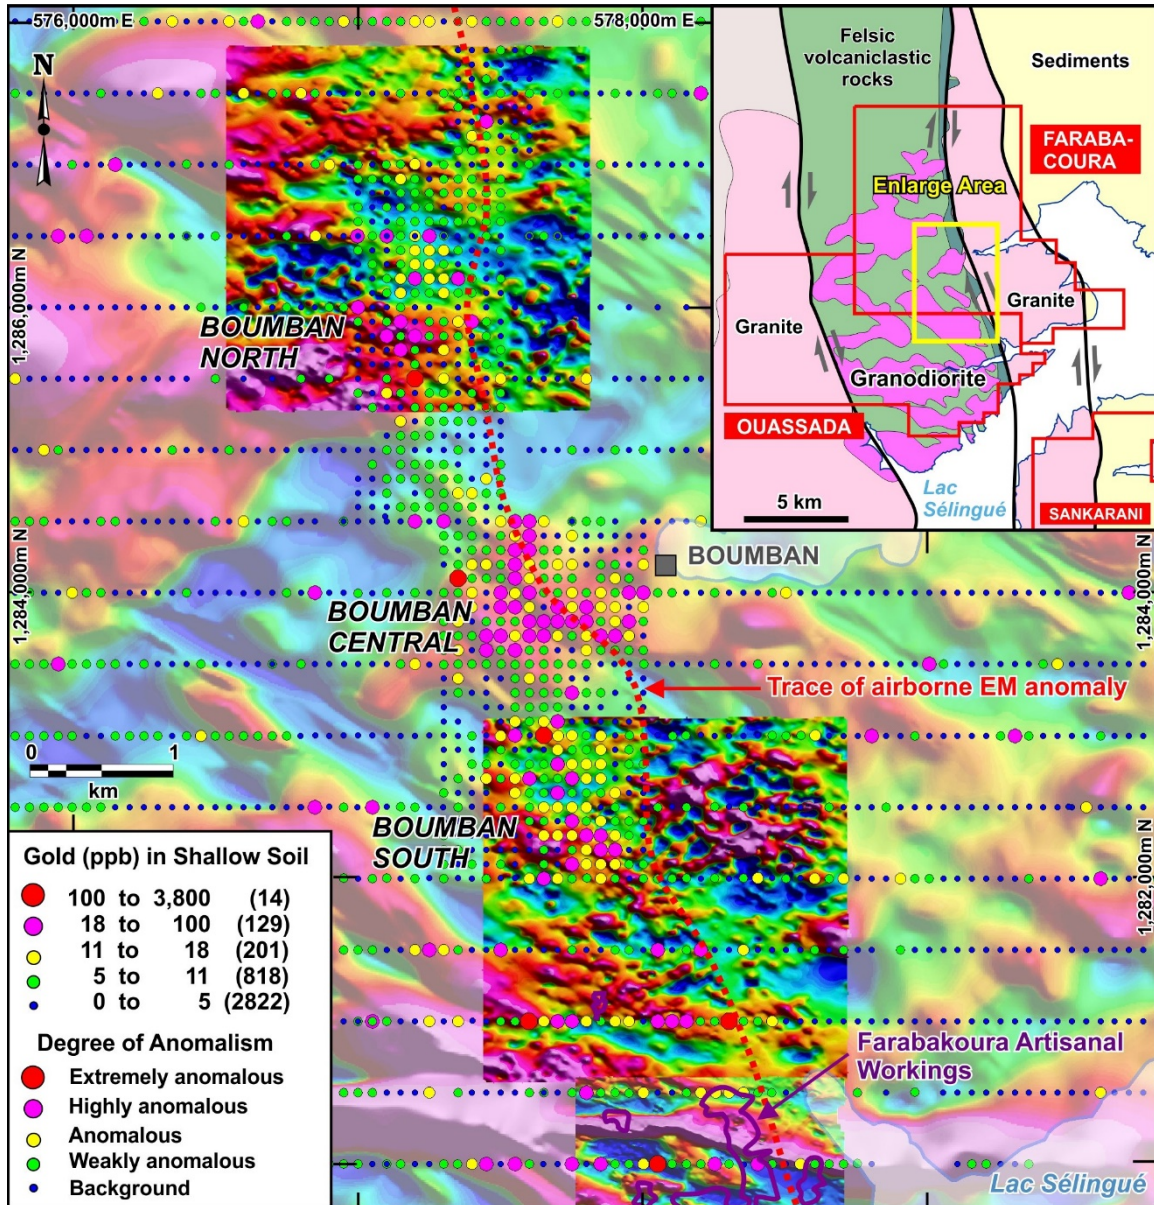 576,000m E
578,000m E
N
1,286,000m N
1,284,000m N
1,284,000m N
1,282,000m N
BOUMBAN
NORTH
BOUMBAN
CENTRAL
BOUMBAN
SOUTH
BOUMBAN
Trace of airborne EM anomaly
Farabakoura Artisanal
Workings
Lac Sélingué
Felsic
volcaniclastic
rocks
Sediments
FARABA-
COURA
Enlarge Area
Granite
Granite
Granodiorite
OUASSADA
Lac
Sélingué
5 km
SANKARANI
0 1
km
Gold (ppb) in Shallow Soil
100 to 3,800 (14)
18 to 100 (129)
11 to 18 (201)
5 to 11 (818)
0 to 5 (2822)
Degree of Anomalism
Extremely anomalous
Highly anomalous
Anomalous
Weakly anomalous
Background